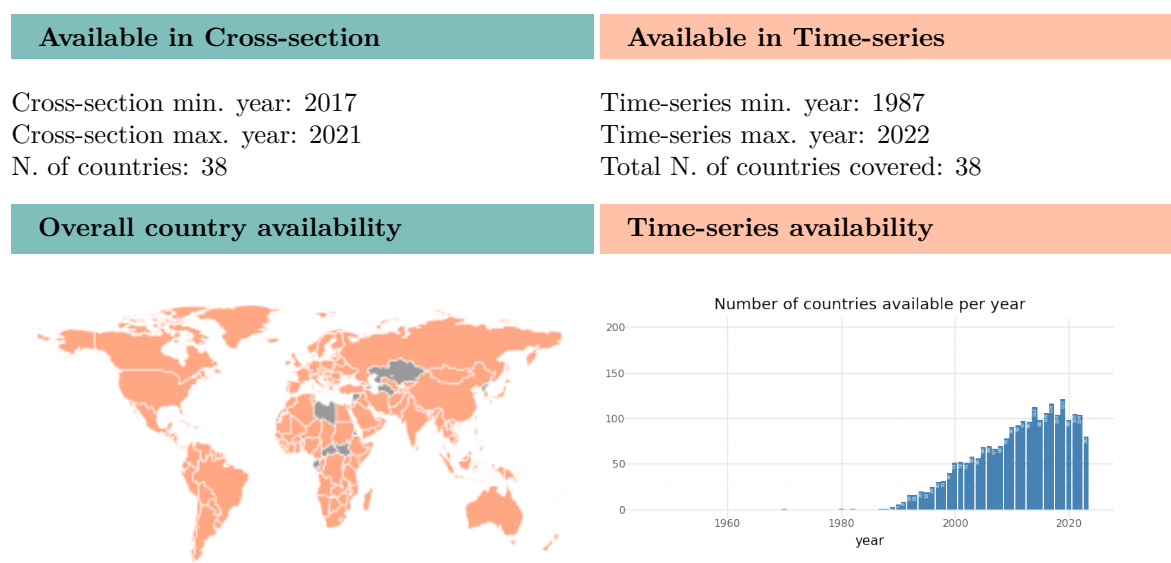 Available in Cross-section
Available in Time-series
Cross-section min. year: 2017
Cross-section max. year: 2021
N. of countries: 38
Time-series min. year: 1987
Time-series max. year: 2022
Total N. of countries covered: 38
Overall country availability
Time-series availability
Number of countries available per year
200
150
100
50
0
1960
1980
2000
2020
year